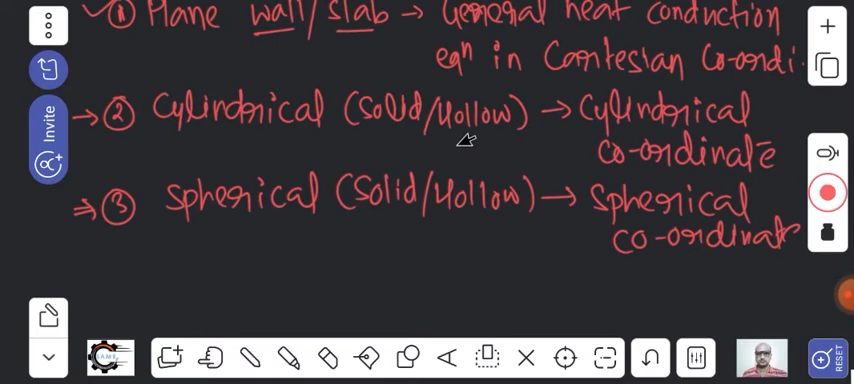 ① Plane wall/slab → General heat conduction
eqn in Cartesian Co-ordi.
→ ② Cylindrical (Solid/Hollow) → Cylindrical
co-ordinate
⇒ ③ Spherical (Solid/Hollow) → Spherical
co-ordinate
Invite
RESET